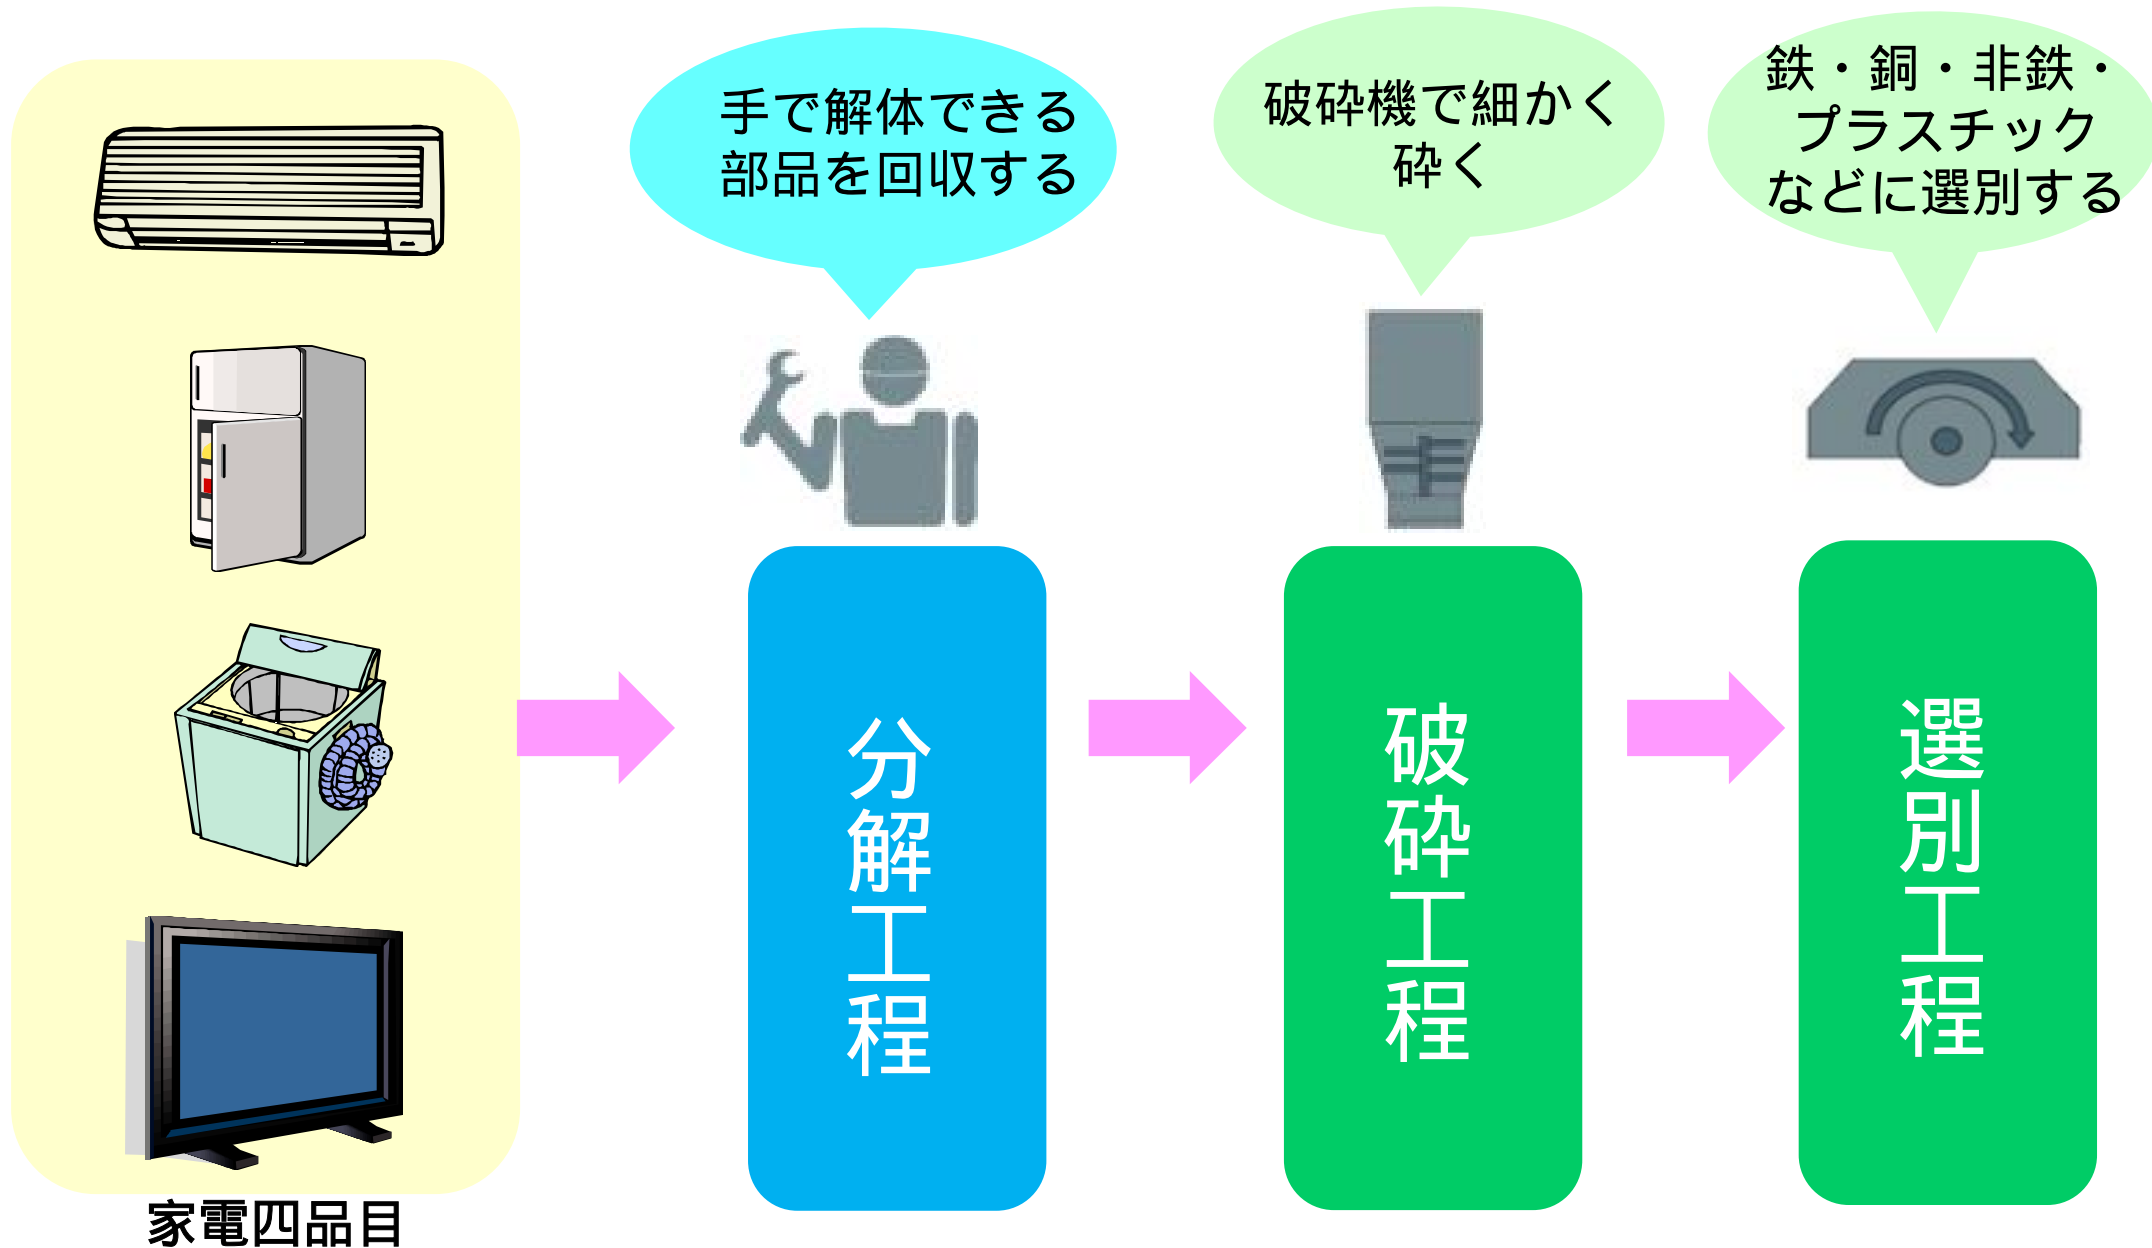 手で解体できる
部品を回収する
破砕機で細かく
砕く
鉄・銅・非鉄・
プラスチック
などに選別する
分解工程
破砕工程
選別工程
家電四品目